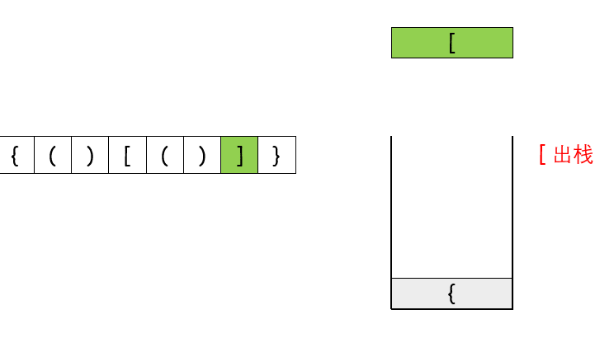 [
{ ( ) [ ( ) ] }
[ 出栈
{